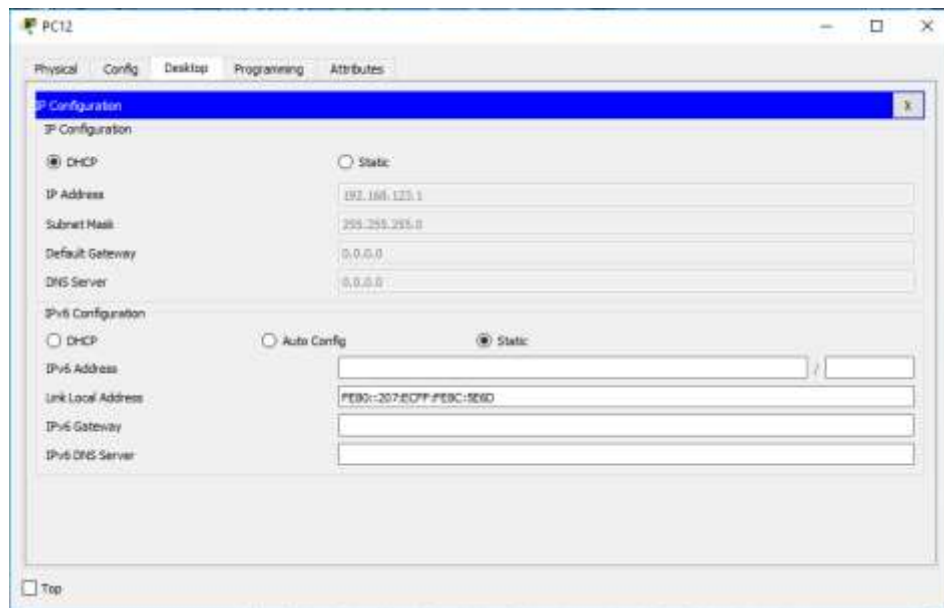 PC12
Physical Config Desktop Programming Attributes
IP Configuration X
IP Configuration
DHCP Static
IP Address 192.168.123.1
Subnet Mask 255.255.255.0
Default Gateway 0.0.0.0
DNS Server 0.0.0.0
IPv6 Configuration
DHCP Auto Config Static
IPv6 Address /
Link Local Address FE80::207:ECFF:FE8C:5E6D
IPv6 Gateway
IPv6 DNS Server
Top